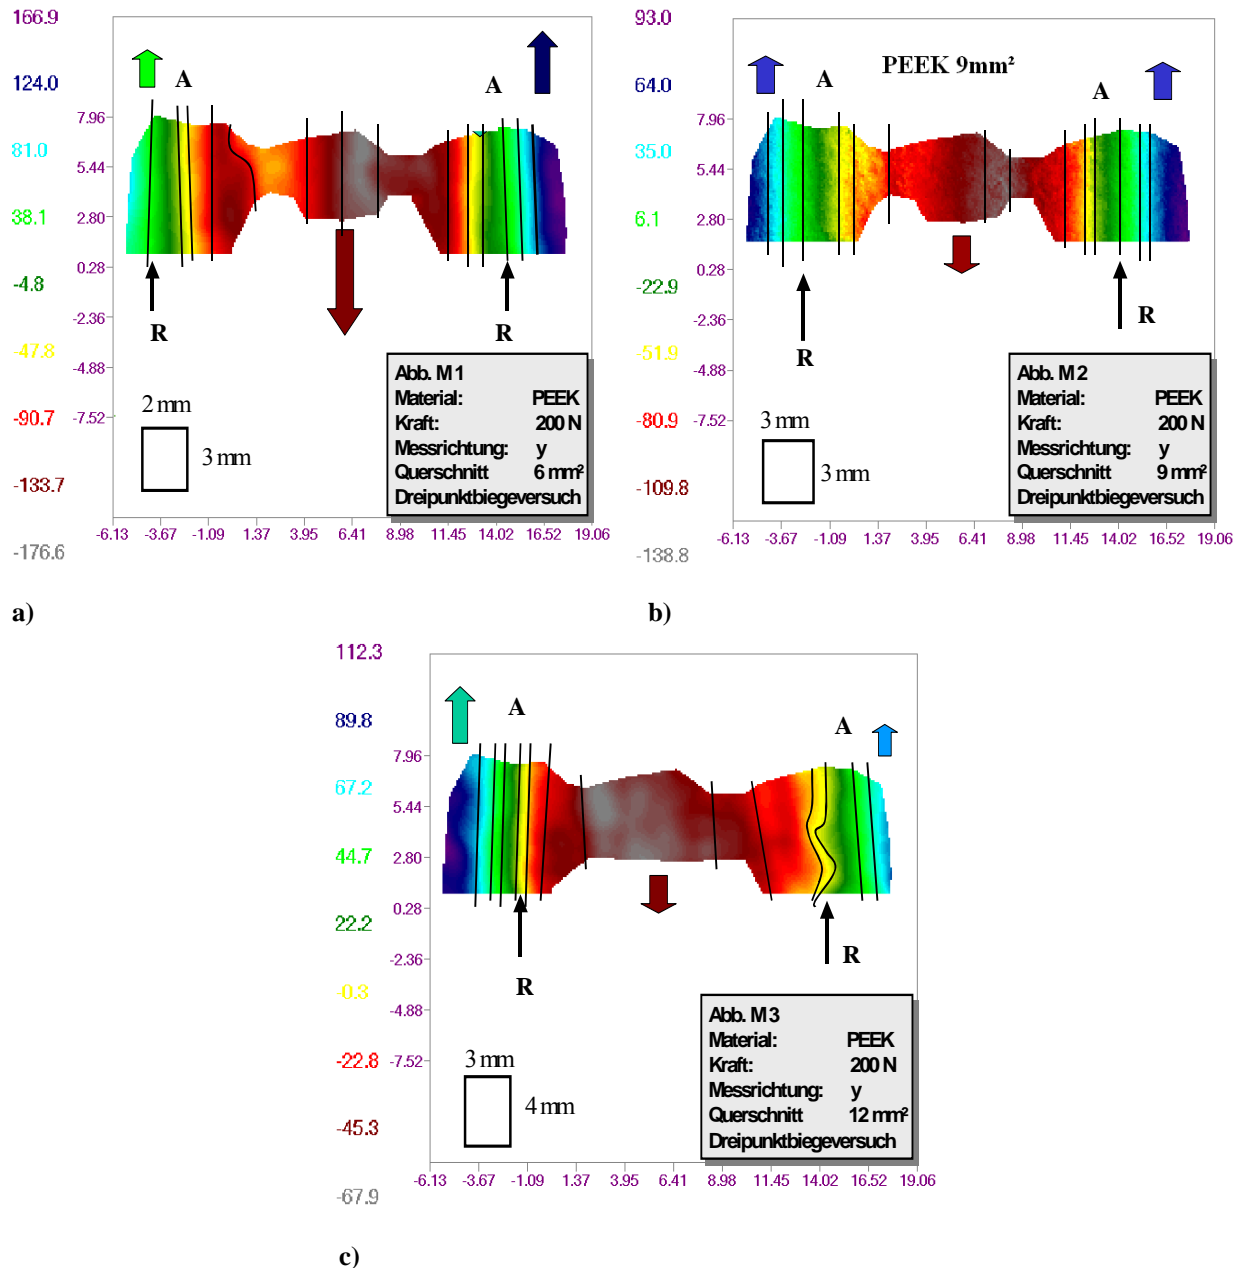 166.9
124.0
81.0
38.1
-4.8
-47.8
-90.7
-133.7
-176.6
7.96
5.44
2.80
0.28
-2.36
-4.88
-7.52
A
A
R
R
2 mm
3 mm
Abb. M 1
Material: PEEK
Kraft: 200 N
Messrichtung: y
Querschnitt 6 mm²
Dreipunktbiegeversuch
-6.13 -3.67 -1.09 1.37 3.95 6.41 8.98 11.45 14.02 16.52 19.06
a)
93.0
64.0
35.0
6.1
-22.9
-51.9
-80.9
-109.8
-138.8
7.96
5.44
2.80
0.28
-2.36
-4.88
-7.52
PEEK 9mm²
A
A
R
R
3 mm
3 mm
Abb. M 2
Material: PEEK
Kraft: 200 N
Messrichtung: y
Querschnitt 9 mm²
Dreipunktbiegeversuch
-6.13 -3.67 -1.09 1.37 3.95 6.41 8.98 11.45 14.02 16.52 19.06
b)
112.3
89.8
67.2
44.7
22.2
-0.3
-22.8
-45.3
-67.9
7.96
5.44
2.80
0.28
-2.36
-4.88
-7.52
A
A
R
R
3 mm
4 mm
Abb. M 3
Material: PEEK
Kraft: 200 N
Messrichtung: y
Querschnitt 12 mm²
Dreipunktbiegeversuch
-6.13 -3.67 -1.09 1.37 3.95 6.41 8.98 11.45 14.02 16.52 19.06
c)